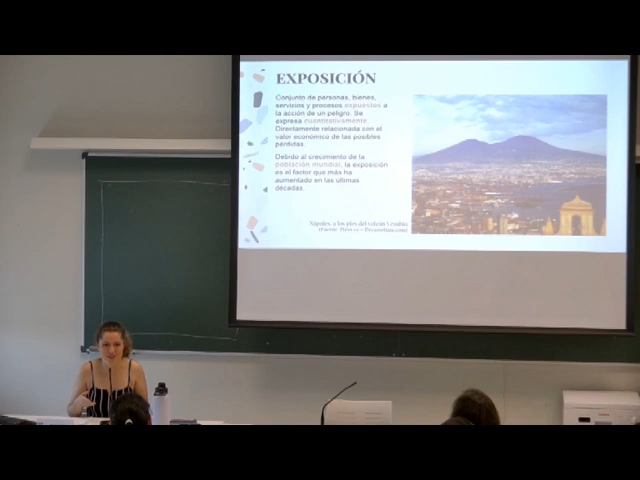 EXPOSICIÓN
Conjunto de personas, bienes,
servicios y procesos expuestos a
la acción de un peligro. Se
expresa cuantitativamente.
Directamente relacionada con el
valor económico de las posibles
pérdidas.
Debido al crecimiento de la
población mundial, la exposición
es el factor que más ha
aumentado en las últimas
décadas.
Nápoles, a los pies del volcán Vesubio